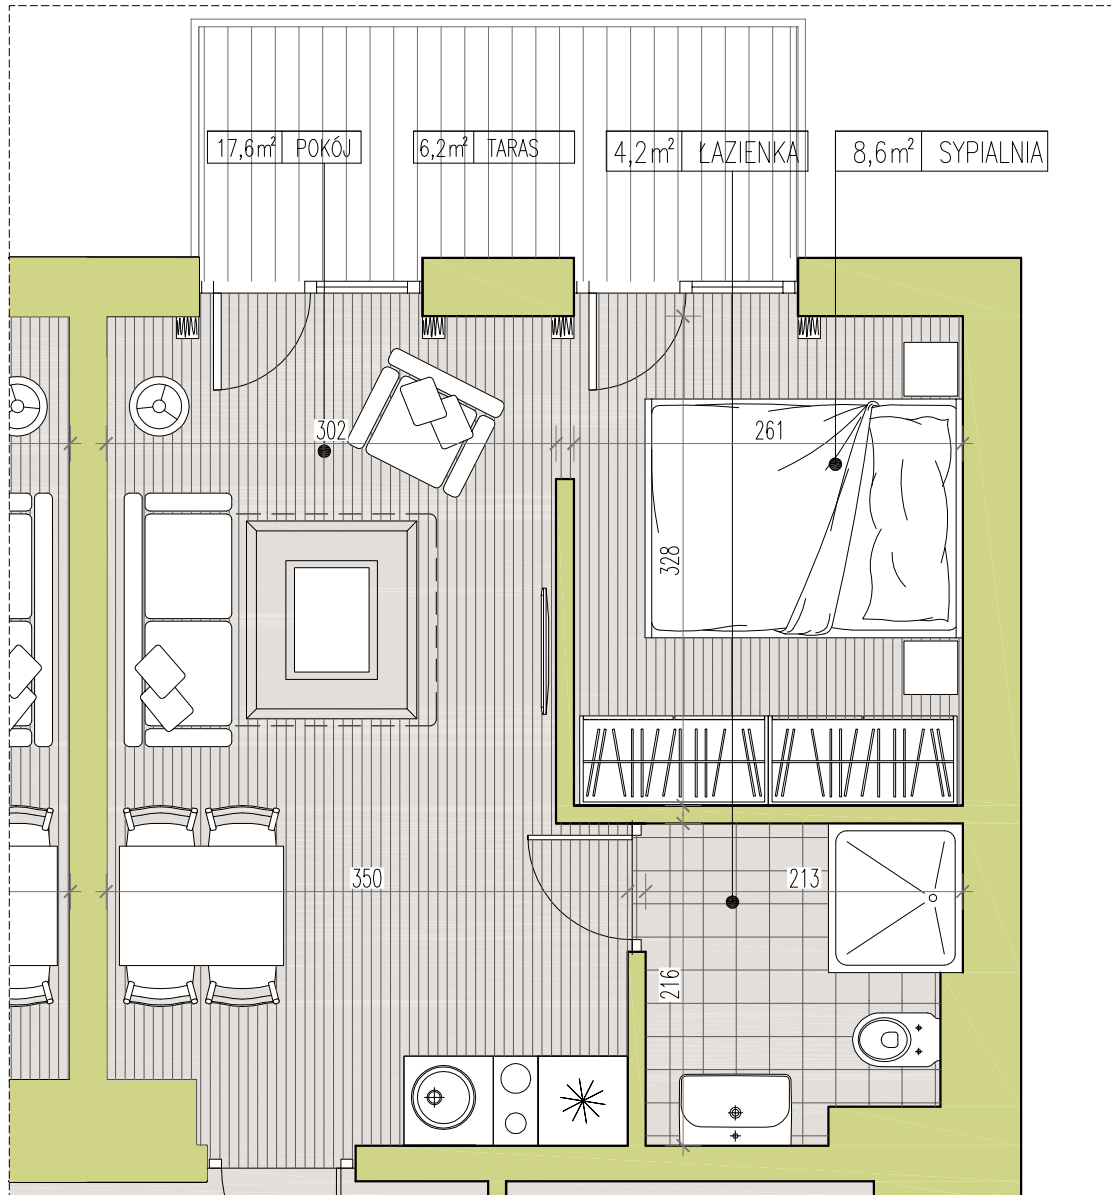 17,6m² POKÓJ
6,2m² TARAS
4,2m² ŁAZIENKA
8,6m² SYPIALNIA
302
261
328
350
213
216